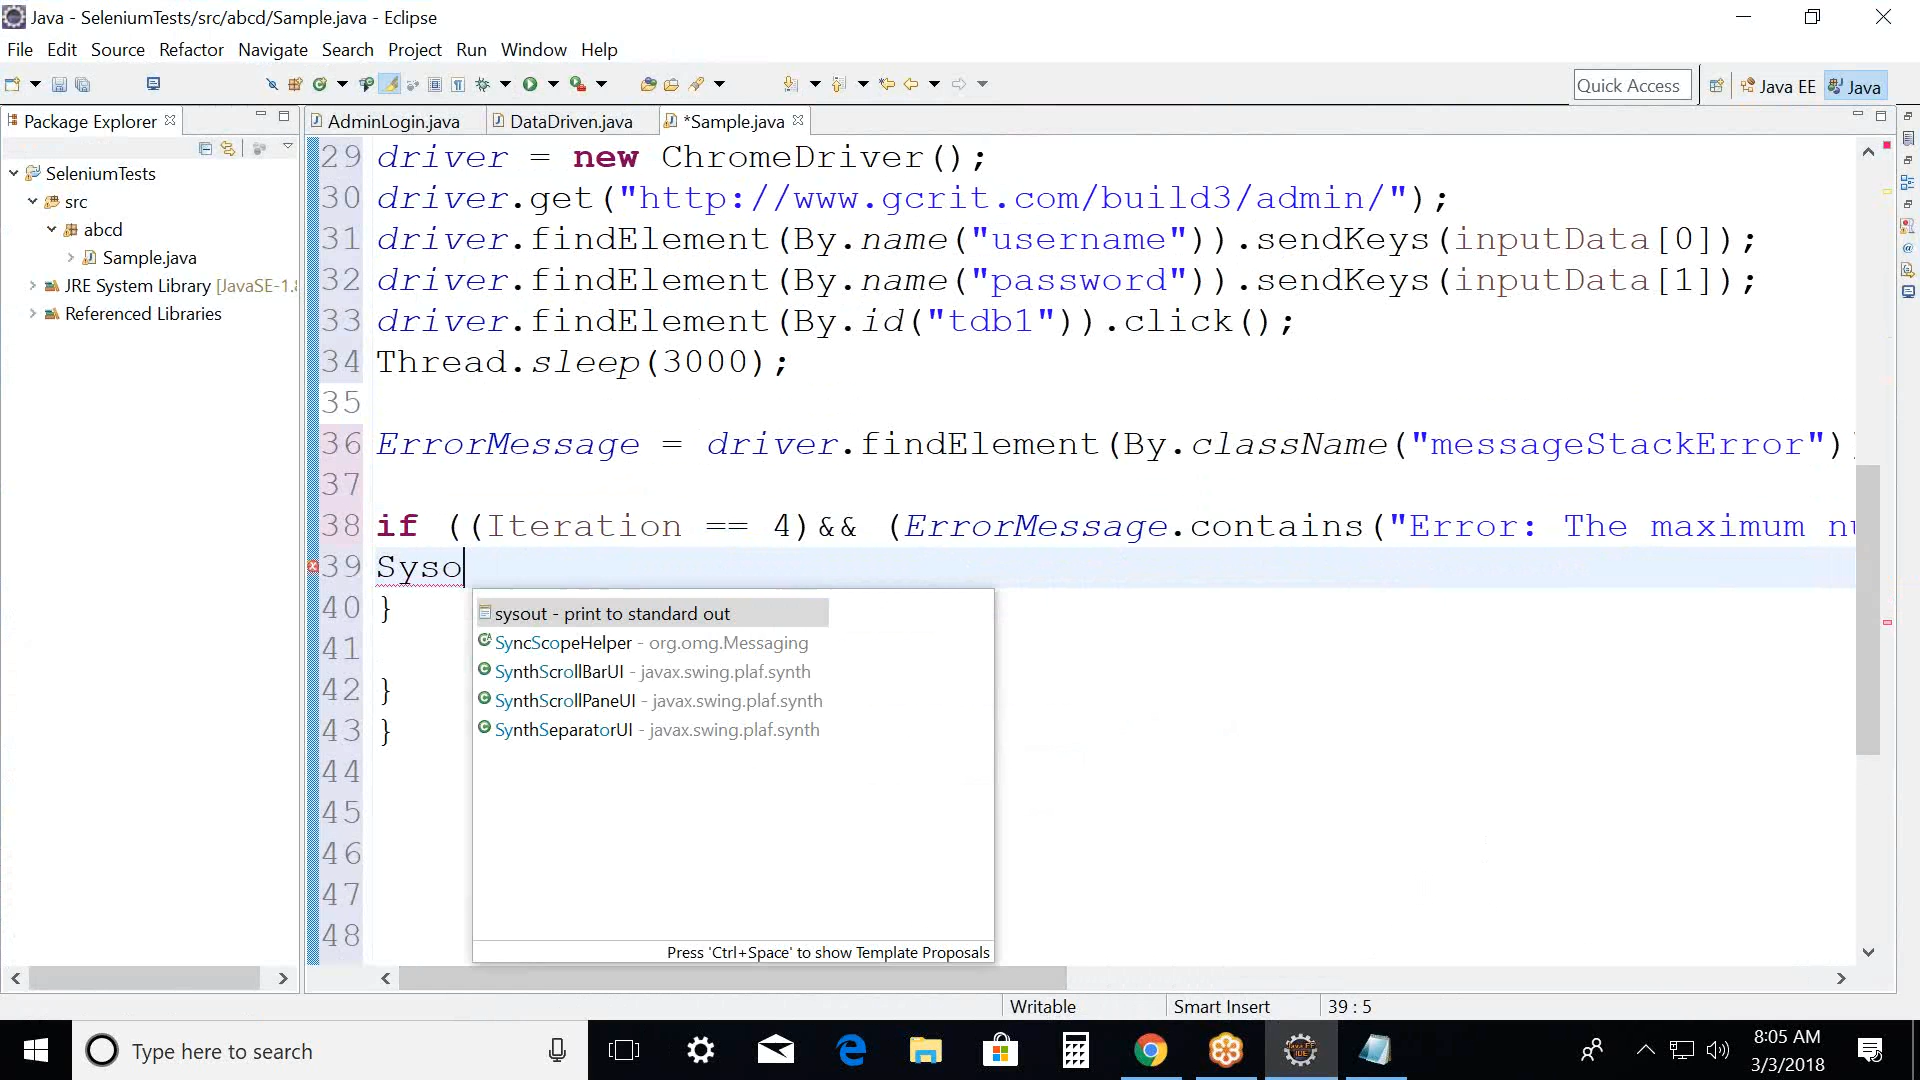 Java - SeleniumTests/src/abcd/Sample.java - Eclipse
File Edit Source Refactor Navigate Search Project Run Window Help
Quick Access
Java EE
Java
Package Explorer
AdminLogin.java
DataDriven.java
*Sample.java
SeleniumTests
src
abcd
Sample.java
JRE System Library [JavaSE-1.8
Referenced Libraries
29 driver = new ChromeDriver();
30 driver.get("http://www.gcrit.com/build3/admin/");
31 driver.findElement(By.name("username")).sendKeys(inputData[0]);
32 driver.findElement(By.name("password")).sendKeys(inputData[1]);
33 driver.findElement(By.id("tdb1")).click();
34 Thread.sleep(3000);
35
36 ErrorMessage = driver.findElement(By.className("messageStackError")
37
38 if ((Iteration == 4)&& (ErrorMessage.contains("Error: The maximum nu
39 Syso
40 }
41
42 }
43 }
44
45
46
47
48
sysout - print to standard out
SyncScopeHelper - org.omg.Messaging
SynthScrollBarUI - javax.swing.plaf.synth
SynthScrollPaneUI - javax.swing.plaf.synth
SynthSeparatorUI - javax.swing.plaf.synth
Press 'Ctrl+Space' to show Template Proposals
Writable
Smart Insert
39 : 5
Type here to search
8:05 AM
3/3/2018